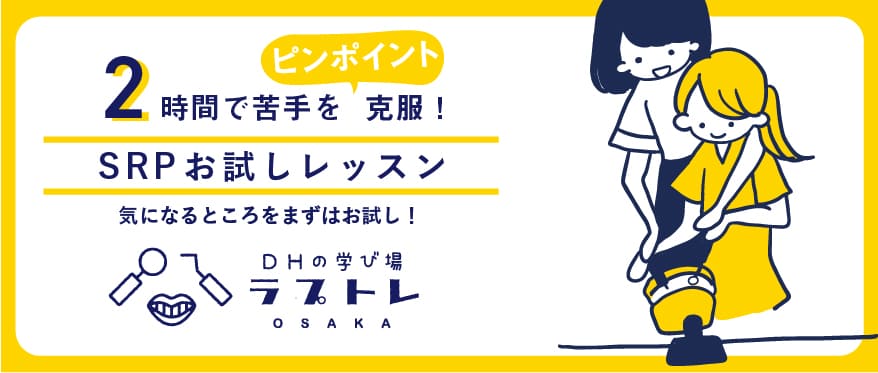 2時間で苦手をピンポイント克服！
SRPお試しレッスン
気になるところをまずはお試し！
DHの学び場
ラプトレ
OSAKA